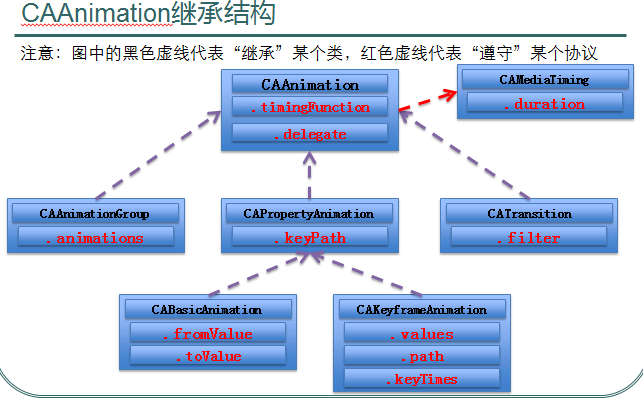 CAAnimation继承结构
注意：图中的黑色虚线代表“继承”某个类，红色虚线代表“遵守”某个协议
CAAnimation
.timingFunction
.delegate
CAMediaTiming
.duration
CAAnimationGroup
.animations
CAPropertyAnimation
.keyPath
CATransition
.filter
CABasicAnimation
.fromValue
.toValue
CAKeyframeAnimation
.values
.path
.keyTimes